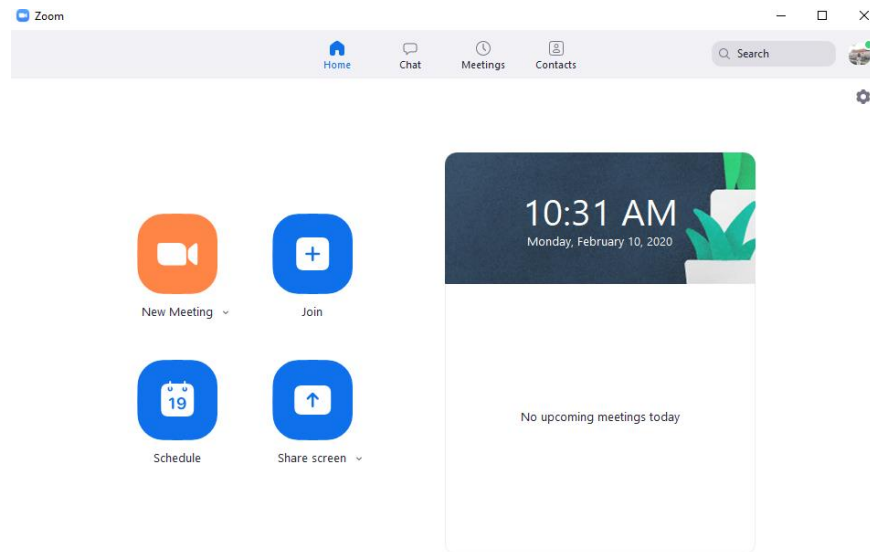 Zoom
Home Chat Meetings Contacts Search
10:31 AM
Monday, February 10, 2020
New Meeting Join
19
Schedule Share screen
No upcoming meetings today